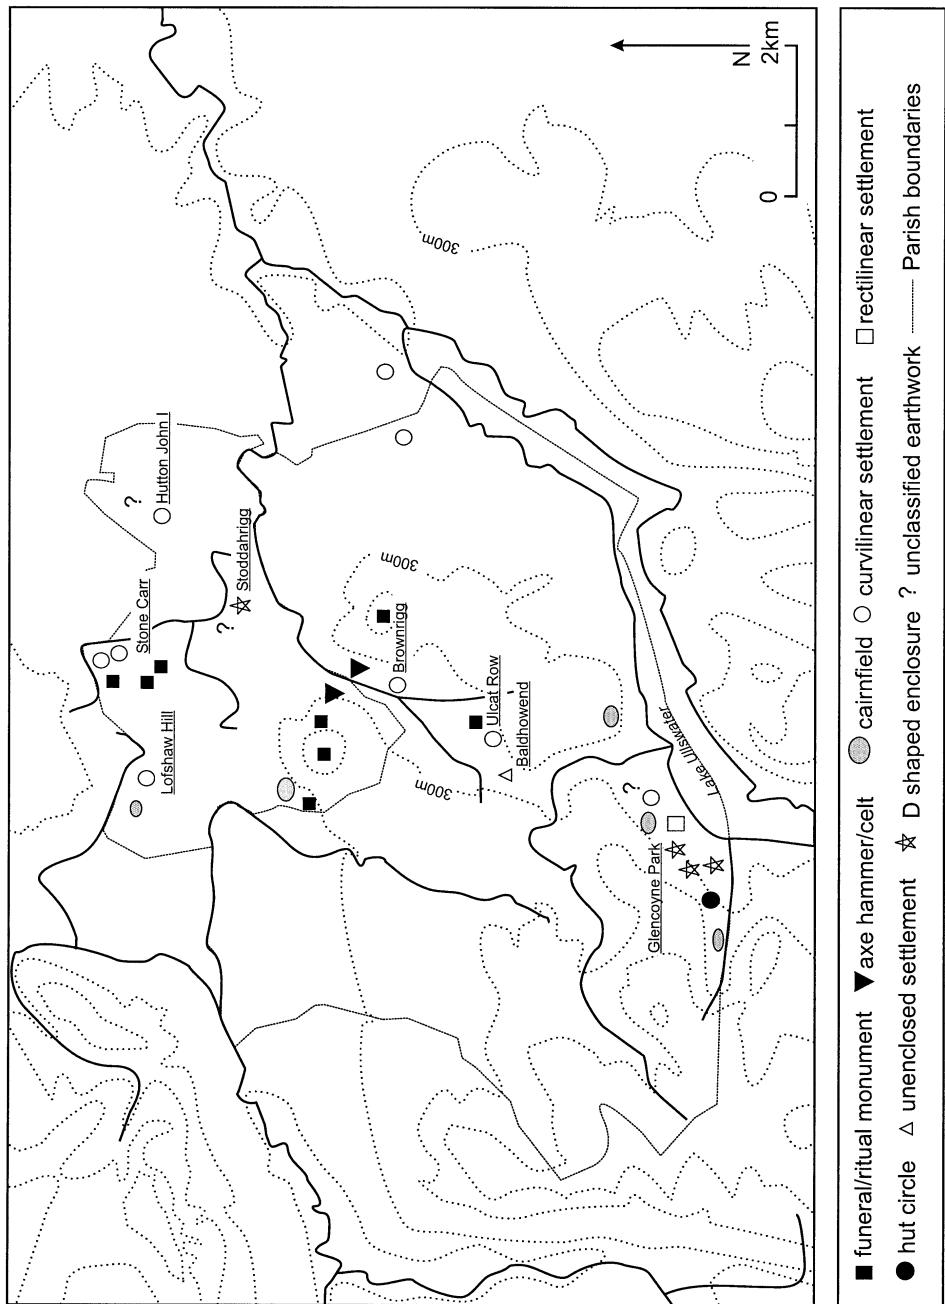 N
2km
0
300m
Hutton John I
?
Stoddahrigg
?
Stone Carr
Lofshaw Hill
300m
Brownrigg
Ulcat Row
Baldhowend
300m
Lake Ullswater
?
Glencoyne Park
funeral/ritual monument
axe hammer/celt
cairnfield
curvilinear settlement
rectilinear settlement
hut circle
unenclosed settlement
D shaped enclosure
? unclassified earthwork
Parish boundaries